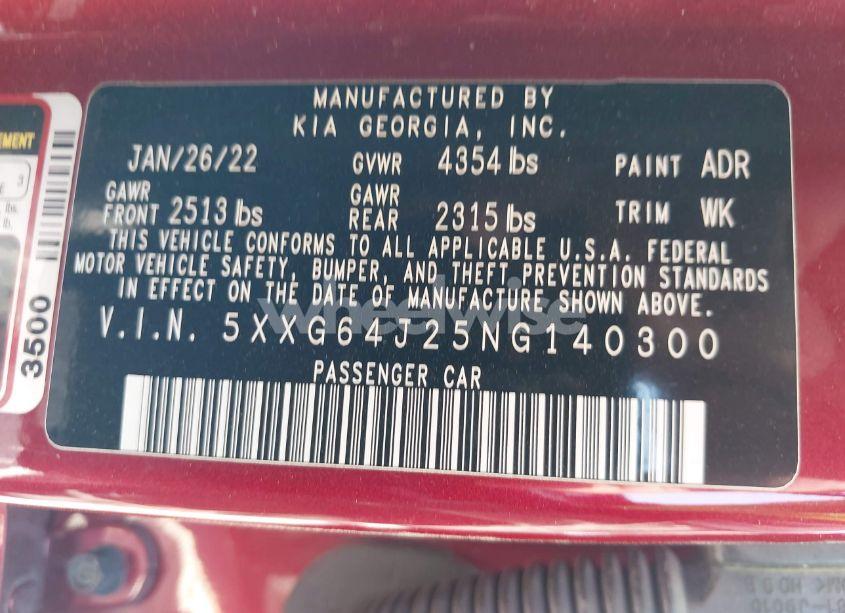 MANUFACTURED BY
KIA GEORGIA, INC.
JAN/26/22 GVWR 4354 lbs PAINT ADR
GAWR FRONT 2513 lbs GAWR REAR 2315 lbs TRIM WK
THIS VEHICLE CONFORMS TO ALL APPLICABLE U.S.A. FEDERAL
MOTOR VEHICLE SAFETY, BUMPER, AND THEFT PREVENTION STANDARDS
IN EFFECT ON THE DATE OF MANUFACTURE SHOWN ABOVE.
V.I.N. 5XXG64J25NG140300
PASSENGER CAR
wheelwise
3500
3